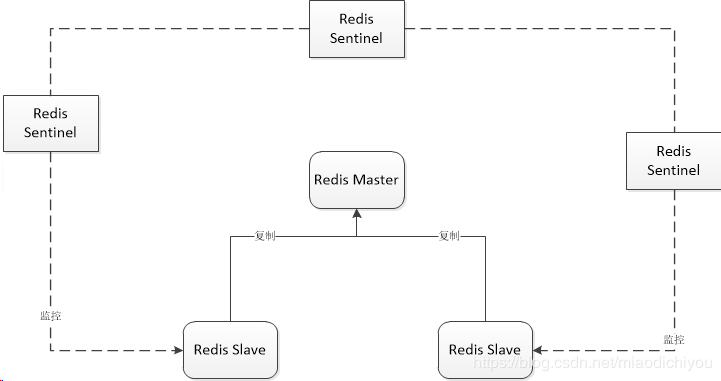 Redis
Sentinel
Redis
Sentinel
Redis
Sentinel
Redis Master
复制
复制
监控
监控
Redis Slave
Redis Slave
https://blog.csdn.net/miaodichiyou